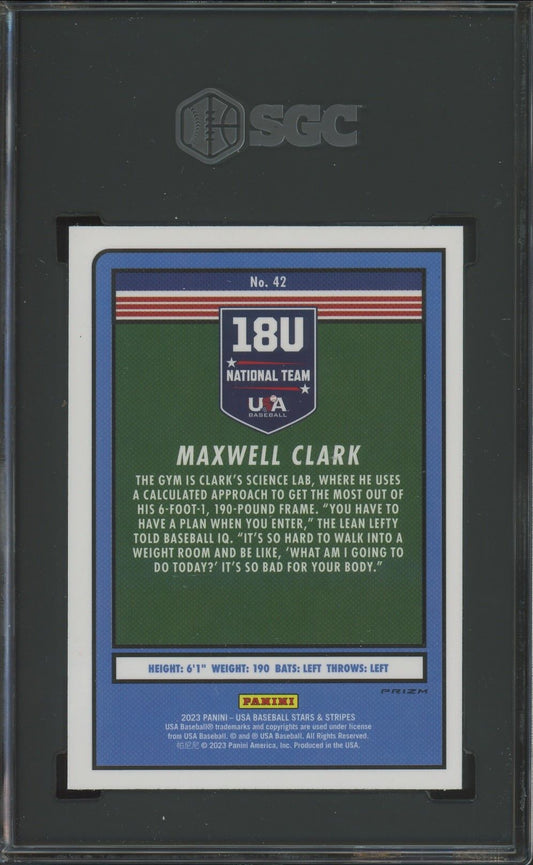 SGC
No. 42
18U
NATIONAL TEAM
USA
BASEBALL
MAXWELL CLARK
THE GYM IS CLARK'S SCIENCE LAB, WHERE HE USES
A CALCULATED APPROACH TO GET THE MOST OUT OF
HIS 6-FOOT-1, 190-POUND FRAME. “YOU HAVE TO
HAVE A PLAN WHEN YOU ENTER,” THE LEAN LEFTY
TOLD BASEBALL IQ. “IT'S SO HARD TO WALK INTO A
WEIGHT ROOM AND BE LIKE, ‘WHAT AM I GOING TO
DO TODAY?’ IT'S SO BAD FOR YOUR BODY.”
HEIGHT: 6'1" WEIGHT: 190 BATS: LEFT THROWS: LEFT
PRIZM
PANINI
2023 PANINI – USA BASEBALL STARS & STRIPES
USA Baseball® trademarks and copyrights are used under license
from USA Baseball. © and ® USA Baseball. All Rights Reserved.
帕尼尼 © 2023 Panini America, Inc. Produced in the USA.